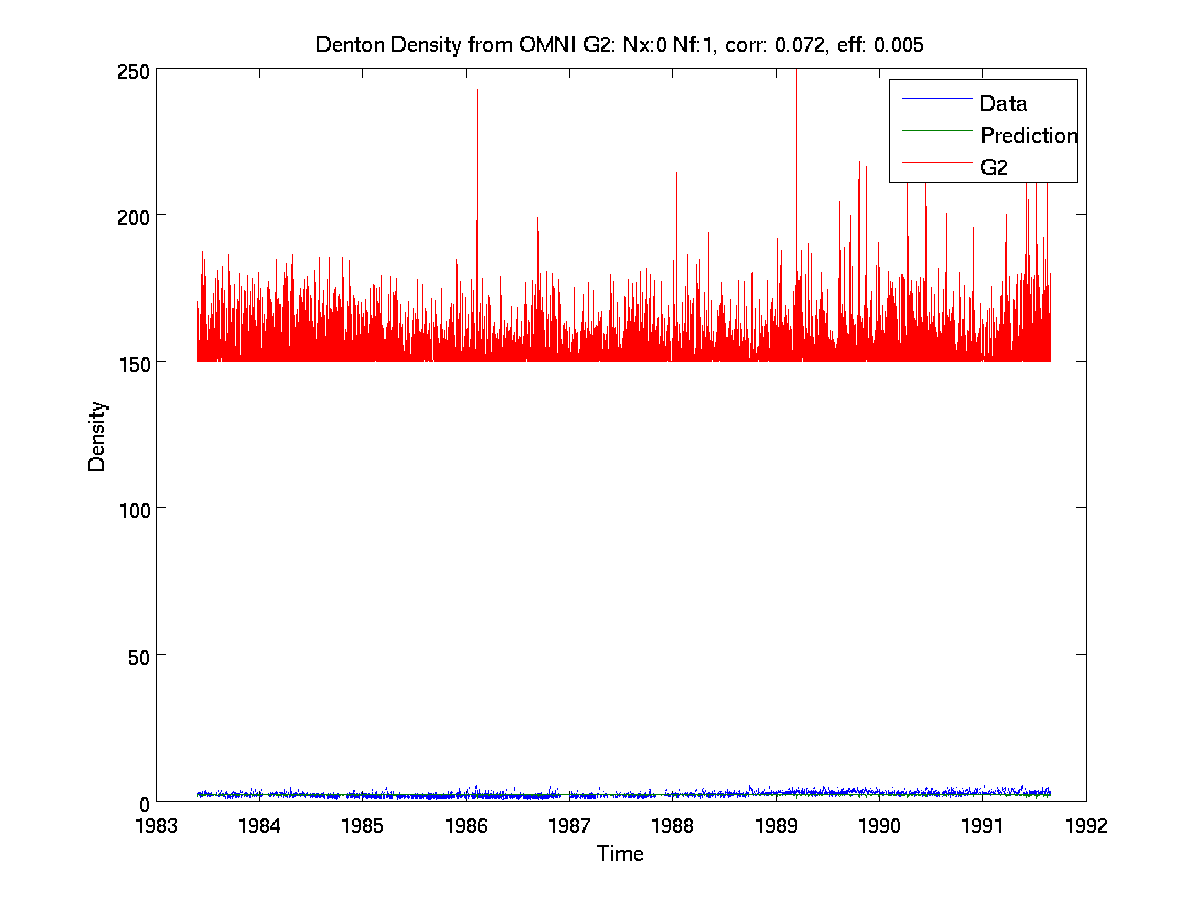 Denton Density from OMNI G2: Nx:0 Nf:1, corr: 0.072, eff: 0.005
250
200
150
100
50
0
Density
Data
Prediction
G2
1983 1984 1985 1986 1987 1988 1989 1990 1991 1992
Time